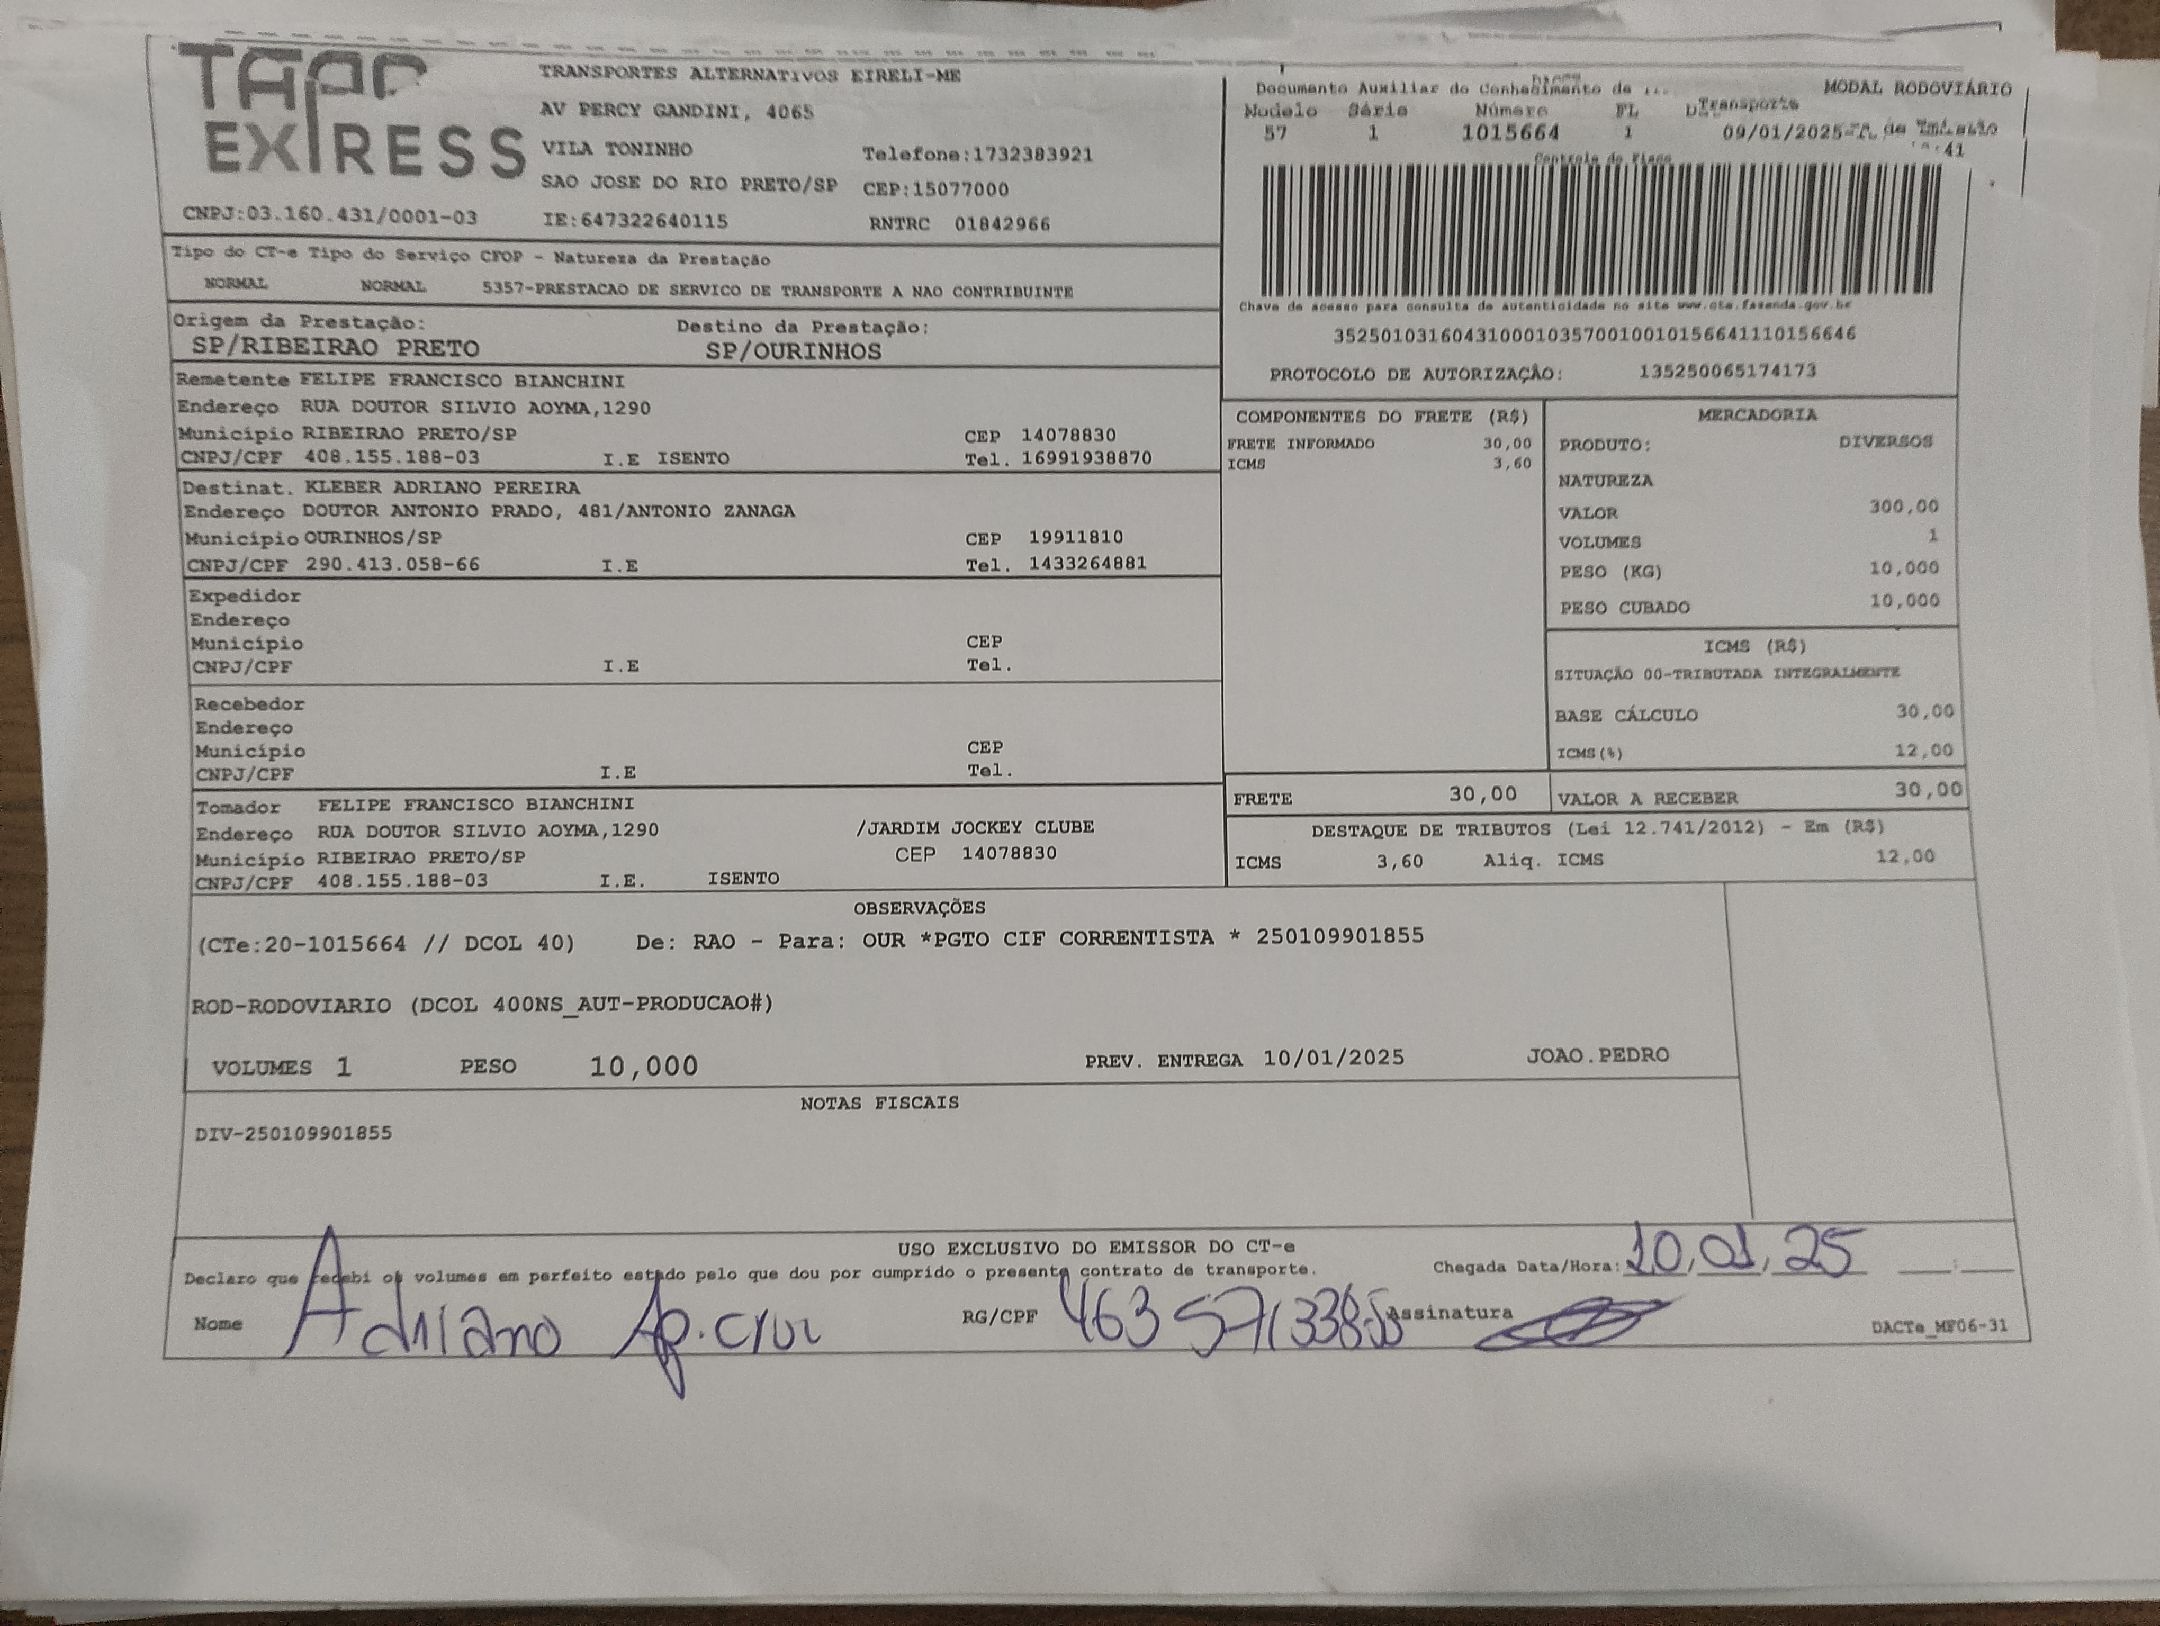 TRANSPORTES ALTERNATIVOS EIRELI-ME
AV PERCY GANDINI, 4065
VILA TONINHO Telefone:1732383921
EXPRESS
SAO JOSE DO RIO PRETO/SP CEP:15077000
CNPJ:03.160.431/0001-03 IE:647322640115 RNTRC 01842966
Documento Auxiliar do Conhecimento de MODAL RODOVIÁRIO
Transporte
Modelo Série Número FL
57 1 1015664 1 09/01/2025
41
Controle do Fisco
Chave de acesso para consulta de autenticidade no site www.cte.fazenda.gov.br
35250103160431000103570010010156641110156646
PROTOCOLO DE AUTORIZAÇÃO: 135250065174173
Tipo do CT-e Tipo do Serviço CFOP - Natureza da Prestação
NORMAL NORMAL 5357-PRESTACAO DE SERVICO DE TRANSPORTE A NAO CONTRIBUINTE
Origem da Prestação: Destino da Prestação:
SP/RIBEIRAO PRETO SP/OURINHOS
Remetente FELIPE FRANCISCO BIANCHINI
Endereço RUA DOUTOR SILVIO AOYMA,1290
Município RIBEIRAO PRETO/SP CEP 14078830
CNPJ/CPF 408.155.188-03 I.E ISENTO Tel. 16991938870
Destinat. KLEBER ADRIANO PEREIRA
Endereço DOUTOR ANTONIO PRADO, 481/ANTONIO ZANAGA
Município OURINHOS/SP CEP 19911810
CNPJ/CPF 290.413.058-66 I.E Tel. 1433264881
Expedidor
Endereço
Município CEP
CNPJ/CPF I.E Tel.
Recebedor
Endereço
Município CEP
CNPJ/CPF I.E Tel.
Tomador FELIPE FRANCISCO BIANCHINI
Endereço RUA DOUTOR SILVIO AOYMA,1290 /JARDIM JOCKEY CLUBE
Município RIBEIRAO PRETO/SP CEP 14078830
CNPJ/CPF 408.155.188-03 I.E. ISENTO
COMPONENTES DO FRETE (R$)
FRETE INFORMADO 30,00
ICMS 3,60
MERCADORIA
PRODUTO: DIVERSOS
NATUREZA
VALOR 300,00
VOLUMES 1
PESO (KG) 10,000
PESO CUBADO 10,000
ICMS (R$)
SITUAÇÃO 00-TRIBUTADA INTEGRALMENTE
BASE CÁLCULO 30,00
ICMS(%) 12,00
FRETE 30,00 VALOR A RECEBER 30,00
DESTAQUE DE TRIBUTOS (Lei 12.741/2012) - Em (R$)
ICMS 3,60 Aliq. ICMS 12,00
OBSERVAÇÕES
(CTe:20-1015664 // DCOL 40) De: RAO - Para: OUR *PGTO CIF CORRENTISTA * 250109901855
ROD-RODOVIARIO (DCOL 400NS_AUT-PRODUCAO#)
VOLUMES 1 PESO 10,000 PREV. ENTREGA 10/01/2025 JOAO.PEDRO
NOTAS FISCAIS
DIV-250109901855
USO EXCLUSIVO DO EMISSOR DO CT-e
Declaro que recebi os volumes em perfeito estado pelo que dou por cumprido o presente contrato de transporte. Chegada Data/Hora: 10,01,25
Nome Adriano Ap. cruz RG/CPF Assinatura
DACTe_MF06-31